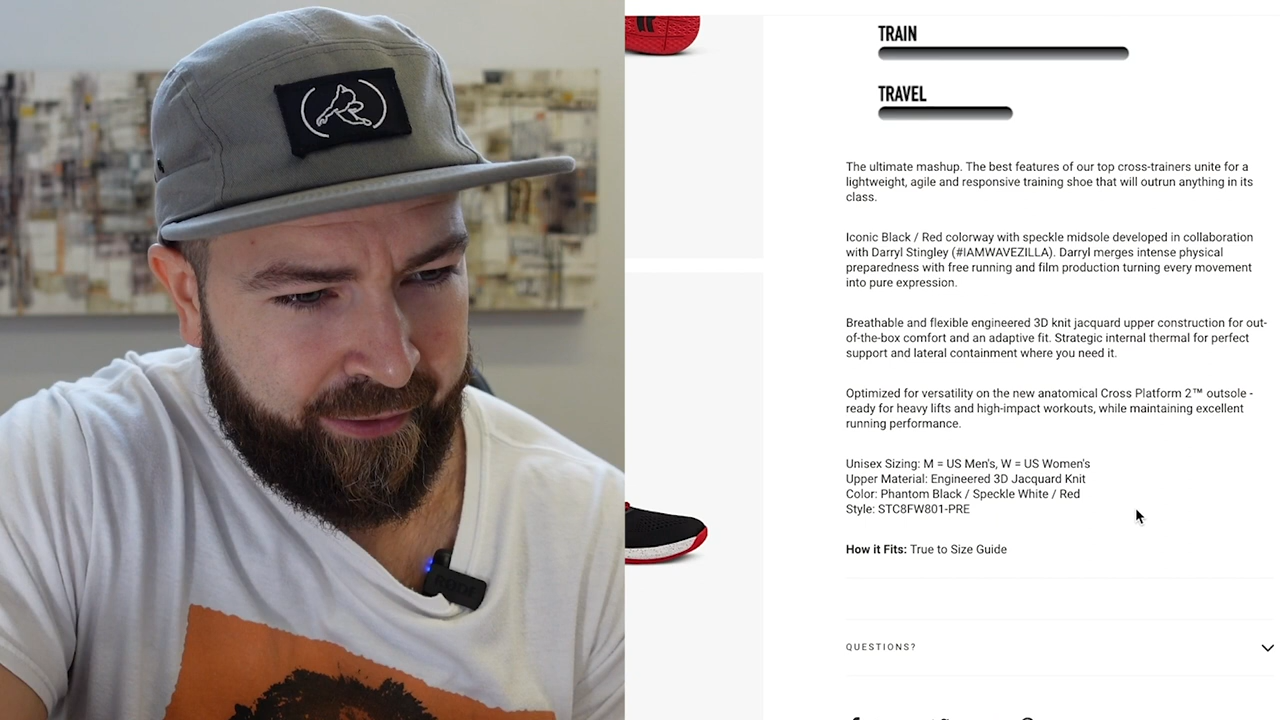 TRAIN
TRAVEL
The ultimate mashup. The best features of our top cross-trainers unite for a
lightweight, agile and responsive training shoe that will outrun anything in its
class.
Iconic Black / Red colorway with speckle midsole developed in collaboration
with Darryl Stingley (#IAMWAVEZILLA). Darryl merges intense physical
preparedness with free running and film production turning every movement
into pure expression.
Breathable and flexible engineered 3D knit jacquard upper construction for out-
of-the-box comfort and an adaptive fit. Strategic internal thermal for perfect
support and lateral containment where you need it.
Optimized for versatility on the new anatomical Cross Platform 2™ outsole -
ready for heavy lifts and high-impact workouts, while maintaining excellent
running performance.
Unisex Sizing: M = US Men's, W = US Women's
Upper Material: Engineered 3D Jacquard Knit
Color: Phantom Black / Speckle White / Red
Style: STC8FW801-PRE
How it Fits: True to Size Guide
QUESTIONS?